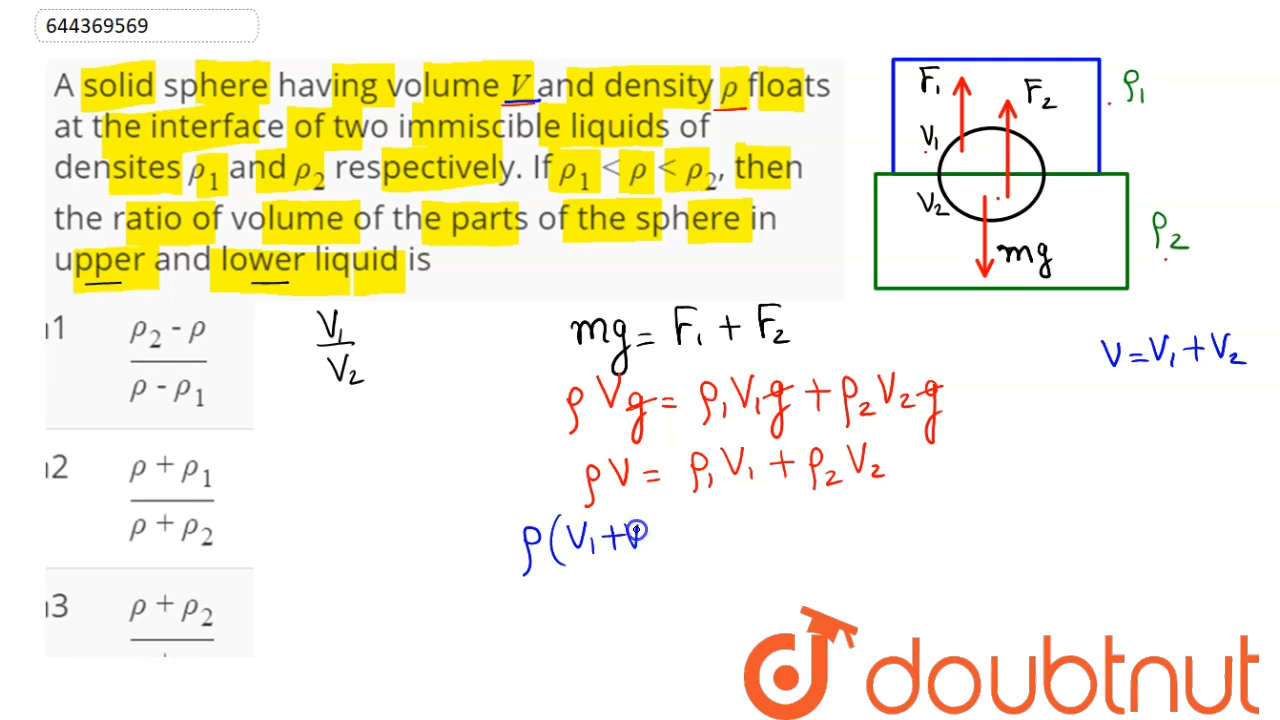 644369569
A solid sphere having volume V and density ρ floats
at the interface of two immiscible liquids of
densites ρ₁ and ρ₂ respectively. If ρ₁ < ρ < ρ₂, then
the ratio of volume of the parts of the sphere in
upper and lower liquid is
F₁
F₂
ρ₁
V₁
V₂
ρ₂
mg
1
ρ₂ - ρ
ρ - ρ₁
V₁
V₂
mg = F₁ + F₂
V = V₁ + V₂
ρVg = ρ₁V₁g + ρ₂V₂g
2
ρ + ρ₁
ρ + ρ₂
ρV = ρ₁V₁ + ρ₂V₂
ρ(V₁+V
3
ρ + ρ₂
doubtnut